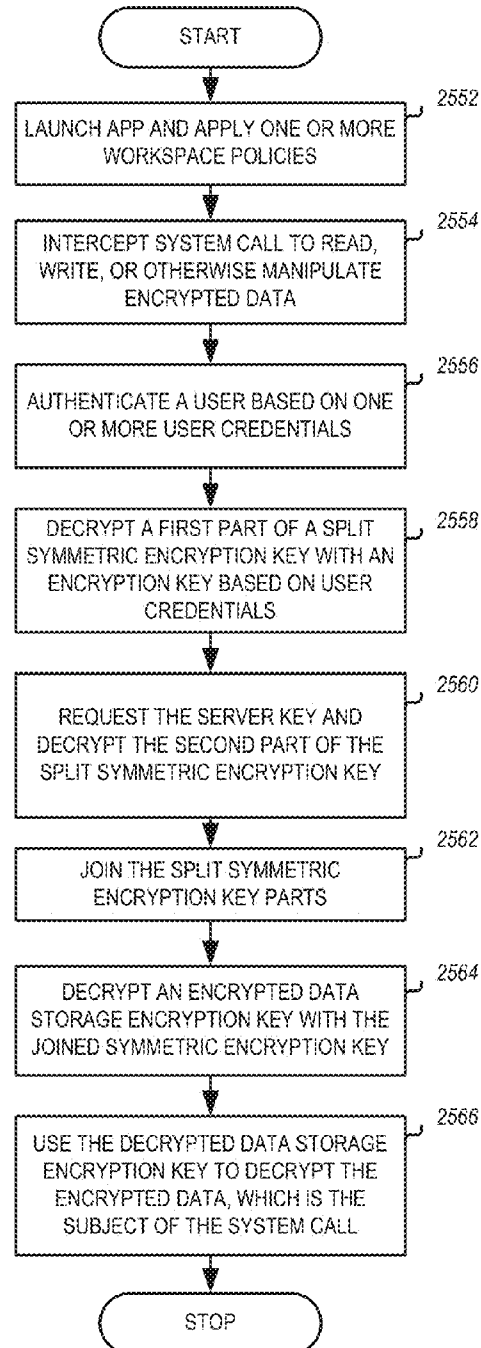 START
2552
LAUNCH APP AND APPLY ONE OR MORE
WORKSPACE POLICIES
2554
INTERCEPT SYSTEM CALL TO READ,
WRITE, OR OTHERWISE MANIPULATE
ENCRYPTED DATA
2556
AUTHENTICATE A USER BASED ON ONE
OR MORE USER CREDENTIALS
2558
DECRYPT A FIRST PART OF A SPLIT
SYMMETRIC ENCRYPTION KEY WITH AN
ENCRYPTION KEY BASED ON USER
CREDENTIALS
2560
REQUEST THE SERVER KEY AND
DECRYPT THE SECOND PART OF THE
SPLIT SYMMETRIC ENCRYPTION KEY
2562
JOIN THE SPLIT SYMMETRIC
ENCRYPTION KEY PARTS
2564
DECRYPT AN ENCRYPTED DATA
STORAGE ENCRYPTION KEY WITH THE
JOINED SYMMETRIC ENCRYPTION KEY
2566
USE THE DECRYPTED DATA STORAGE
ENCRYPTION KEY TO DECRYPT THE
ENCRYPTED DATA, WHICH IS THE
SUBJECT OF THE SYSTEM CALL
STOP